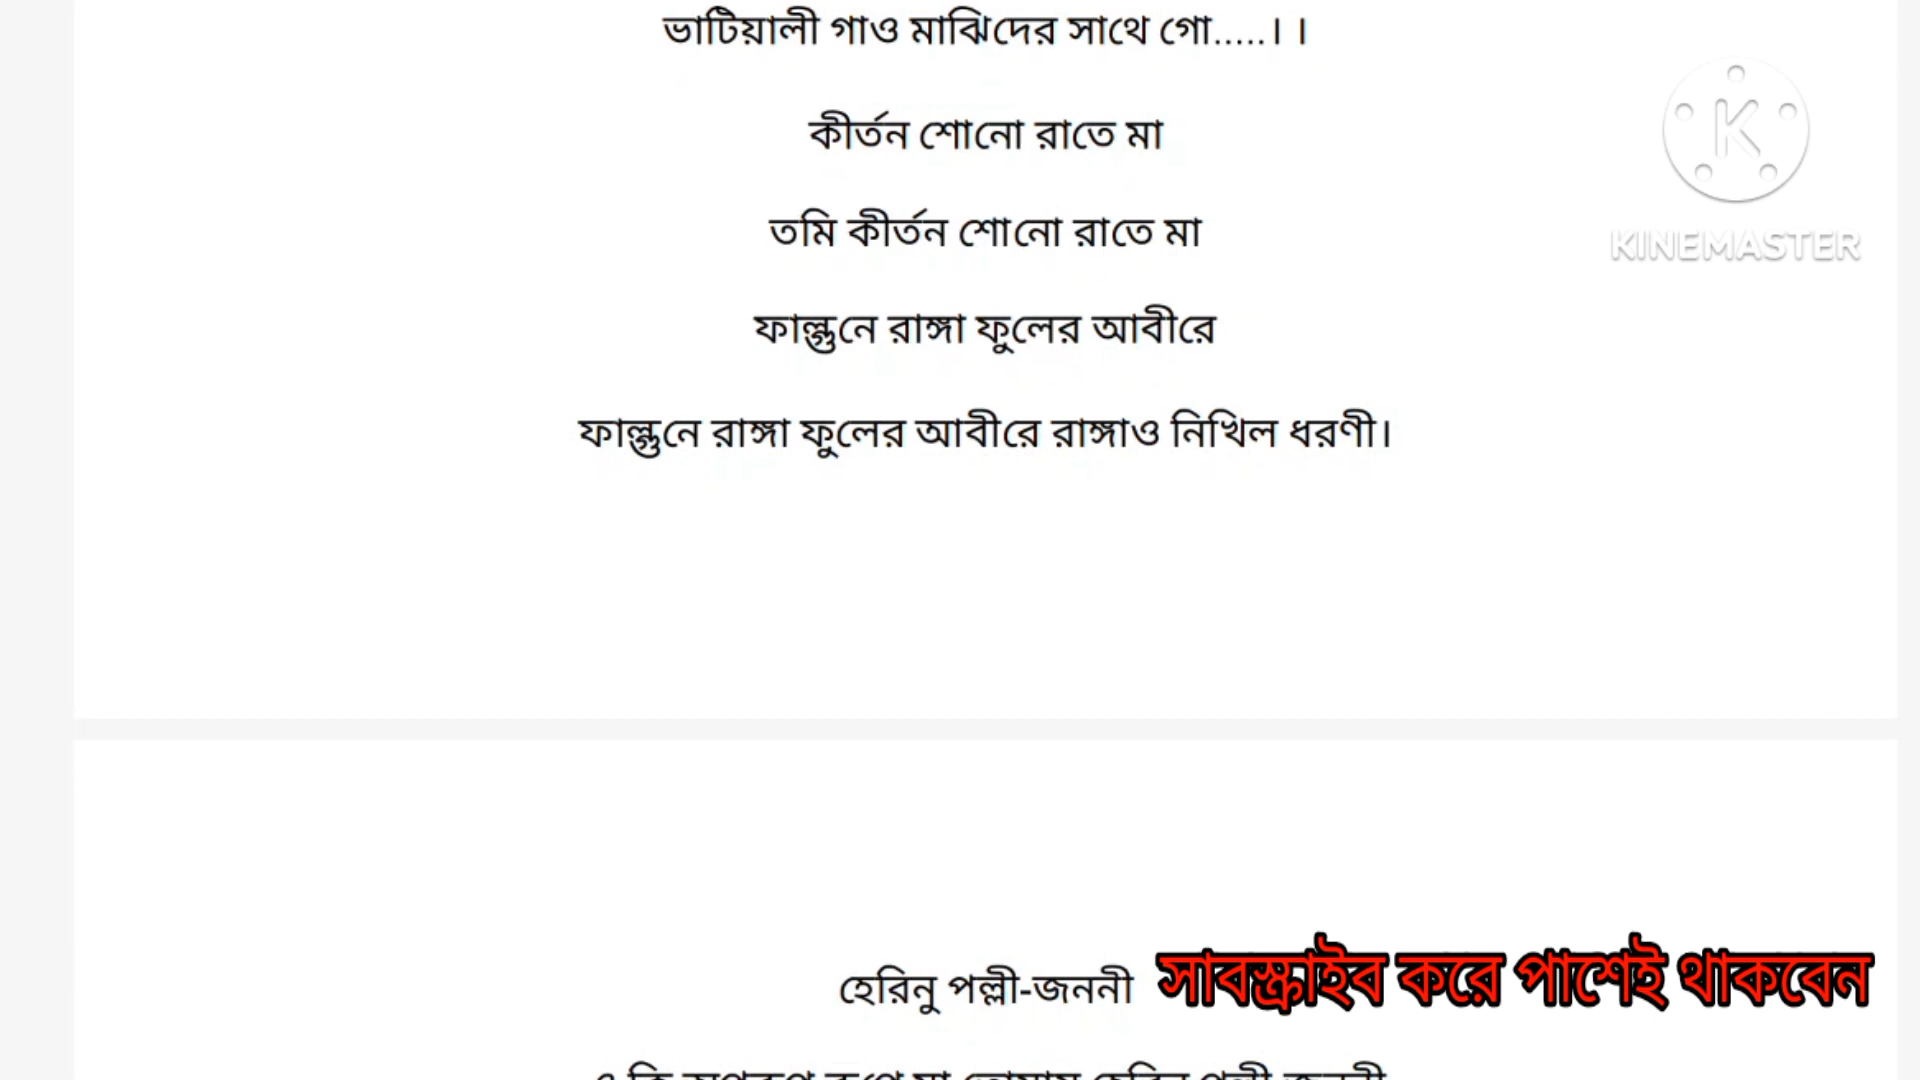 ভাটিয়ালী গাও মাঝিদের সাথে গো.....।।
কীর্তন শোনো রাতে মা
তমি কীর্তন শোনো রাতে মা
ফাল্গুনে রাঙ্গা ফুলের আবীরে
ফাল্গুনে রাঙ্গা ফুলের আবীরে রাঙ্গাও নিখিল ধরণী।
K
KINEMASTER
হেরিনু পল্লী-জননী
সাবস্ক্রাইব করে পাশেই থাকবেন